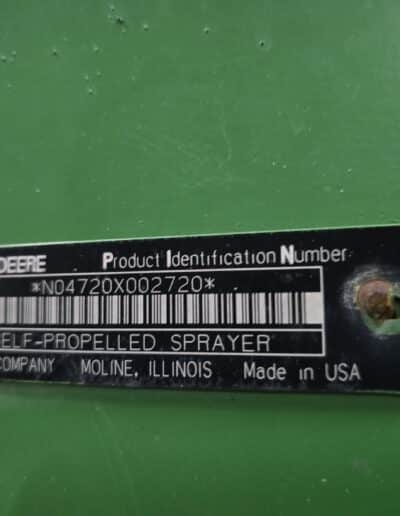 DEERE Product Identification Number
*N04720X002720*
ELF-PROPELLED SPRAYER
COMPANY MOLINE, ILLINOIS Made in USA